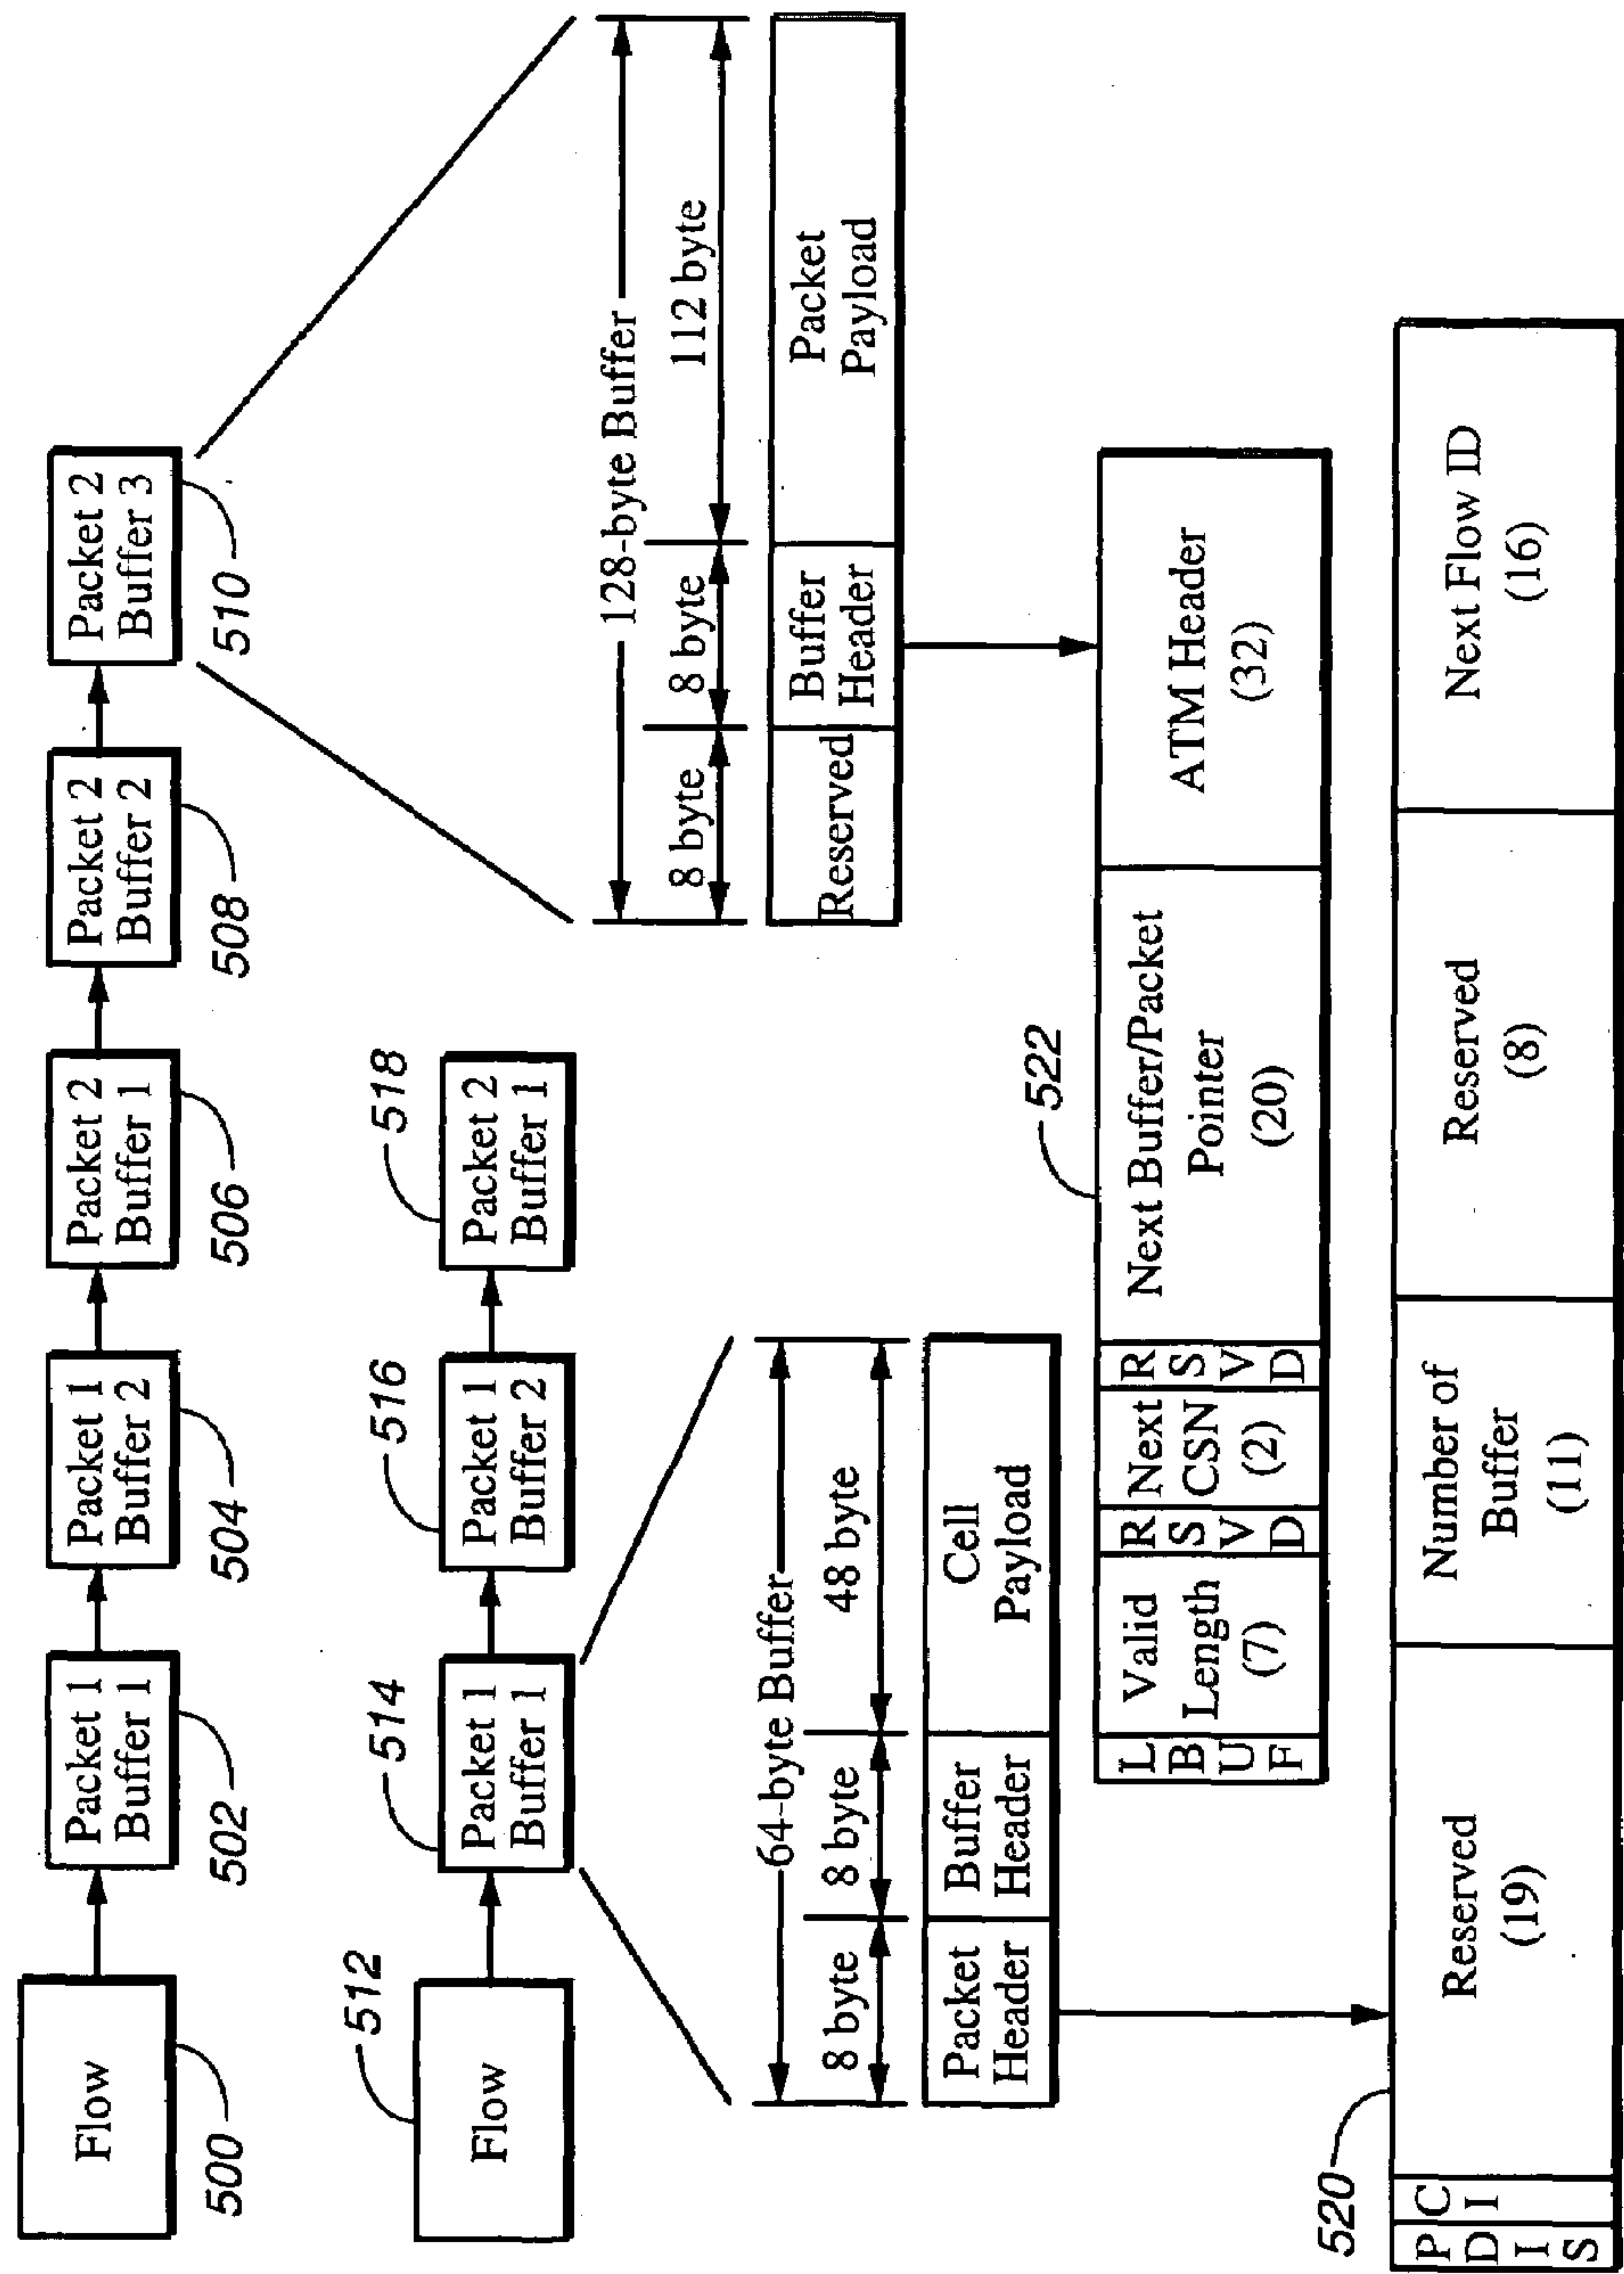 Flow
500
Packet 1
Buffer 1
502
Packet 1
Buffer 2
504
Packet 2
Buffer 1
506
Packet 2
Buffer 2
508
Packet 2
Buffer 3
510
Flow
512
Packet 1
Buffer 1
514
Packet 1
Buffer 2
516
Packet 2
Buffer 1
518
128-byte Buffer
8 byte
8 byte
112 byte
Reserved
Buffer
Header
Packet
Payload
64-byte Buffer
8 byte
8 byte
48 byte
Packet
Header
Buffer
Header
Cell
Payload
522
L
B
U
F
Valid
Length
(7)
R
S
V
D
Next
CSN
(2)
R
S
V
D
Next Buffer/Packet
Pointer
(20)
ATM Header
(32)
520
P
D
I
S
C
I
Reserved
(19)
Number of
Buffer
(11)
Reserved
(8)
Next Flow ID
(16)